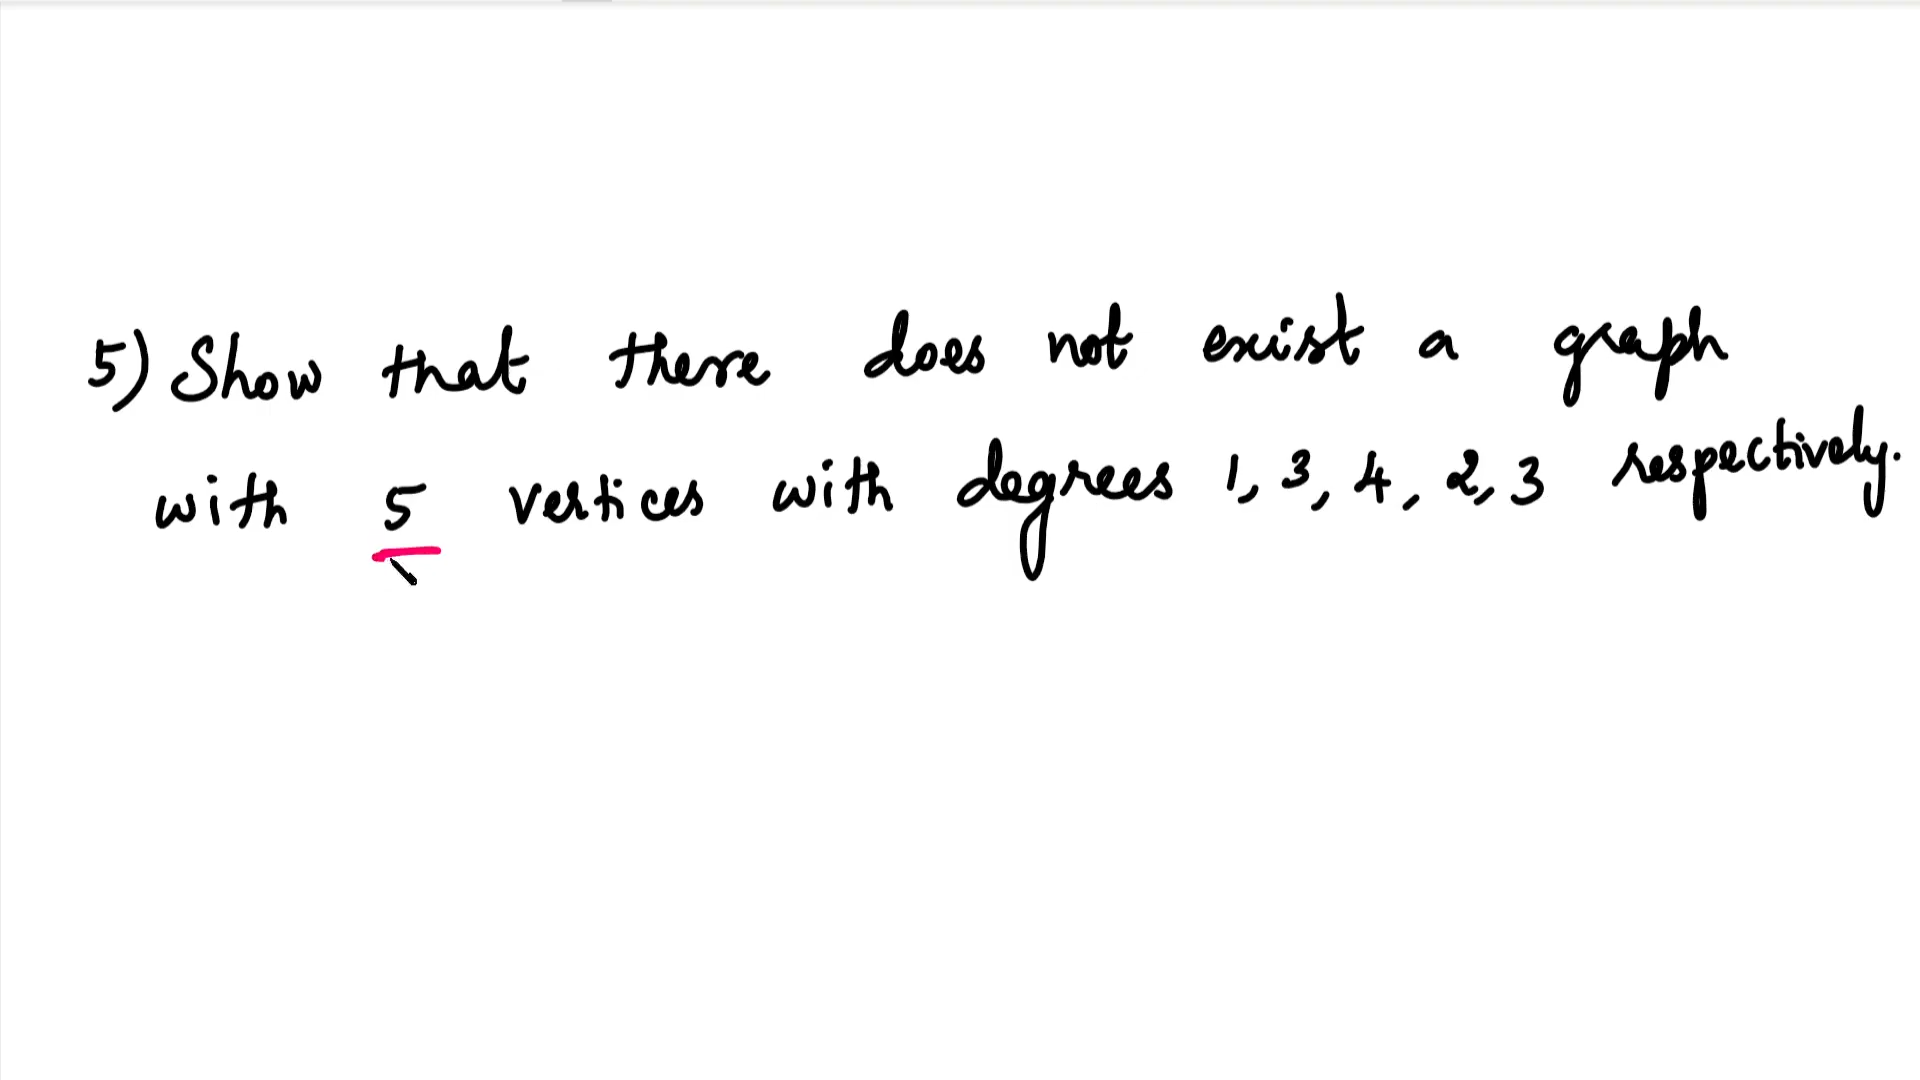 5) Show that there does not exist a graph
with 5 vertices with degrees 1, 3, 4, 2, 3 respectively.